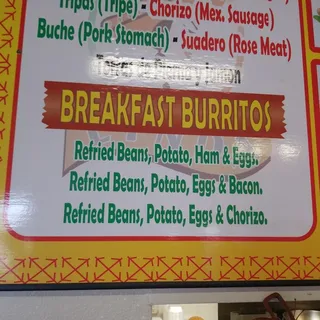 Tripas (Tripe) - Chorizo (Mex. Sausage)
Buche (Pork Stomach) - Suadero (Rose Meat)
BREAKFAST BURRITOS
Refried Beans, Potato, Ham & Eggs.
Refried Beans, Potato, Eggs & Bacon.
Refried Beans, Potato, Eggs & Chorizo.